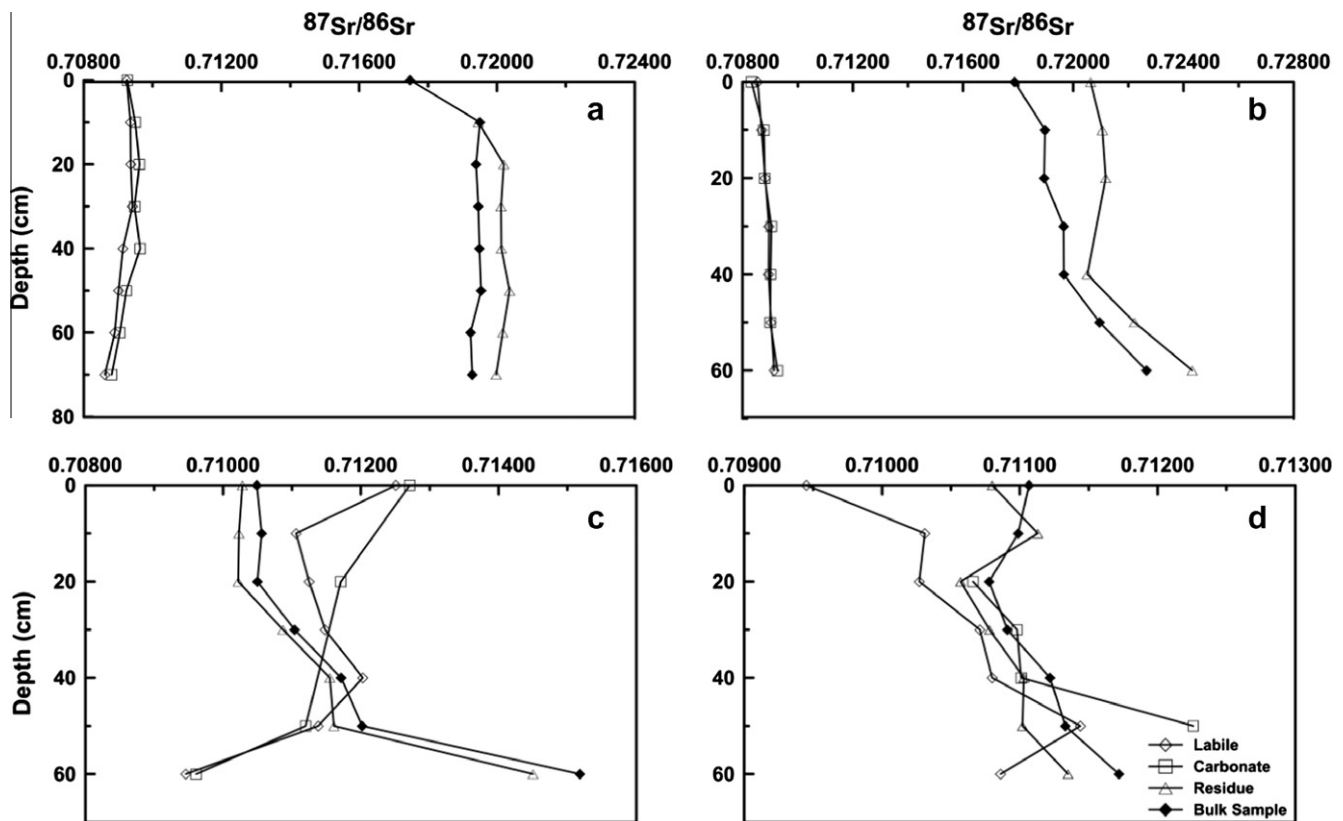 87Sr/86Sr
0.70800 0.71200 0.71600 0.72000 0.72400
0
20
40
60
80
Depth (cm)
a
87Sr/86Sr
0.70800 0.71200 0.71600 0.72000 0.72400 0.72800
0
20
40
60
b
0.70800 0.71000 0.71200 0.71400 0.71600
0
20
40
60
Depth (cm)
c
0.70900 0.71000 0.71100 0.71200 0.71300
0
20
40
60
d
Labile
Carbonate
Residue
Bulk Sample